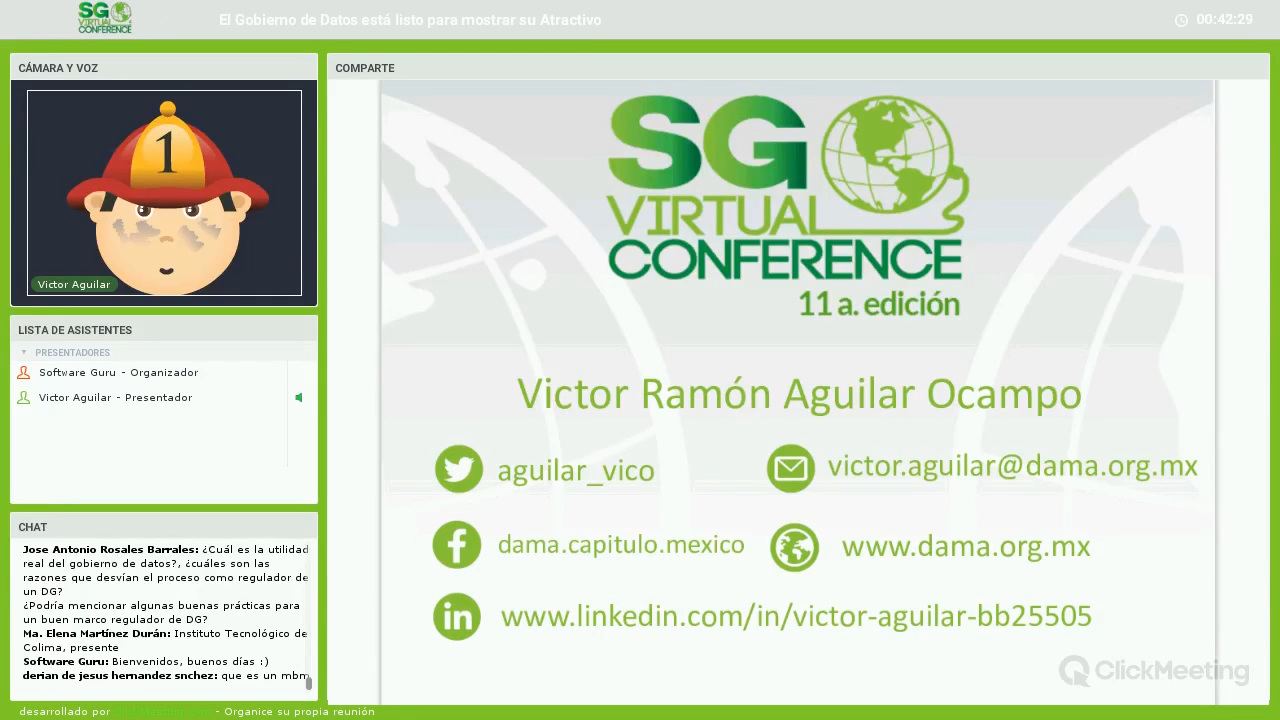 SG
VIRTUAL
CONFERENCE
El Gobierno de Datos está listo para mostrar su Atractivo
00:42:29
CÁMARA Y VOZ
1
Victor Aguilar
LISTA DE ASISTENTES
PRESENTADORES
Software Guru - Organizador
Victor Aguilar - Presentador
CHAT
Jose Antonio Rosales Barrales: ¿Cuál es la utilidad
real del gobierno de datos?, ¿cuáles son las
razones que desvían el proceso como regulador de
un DG?
¿Podría mencionar algunas buenas prácticas para
un buen marco regulador de DG?
Ma. Elena Martínez Durán: Instituto Tecnológico de
Colima, presente
Software Guru: Bienvenidos, buenos días :)
derian de jesus hernandez snchez: que es un mbm
desarrollado por
- Organice su propia reunión
COMPARTE
SG
VIRTUAL
CONFERENCE
11 a. edición
Victor Ramón Aguilar Ocampo
aguilar_vico
victor.aguilar@dama.org.mx
dama.capitulo.mexico
www.dama.org.mx
www.linkedin.com/in/victor-aguilar-bb25505
ClickMeeting